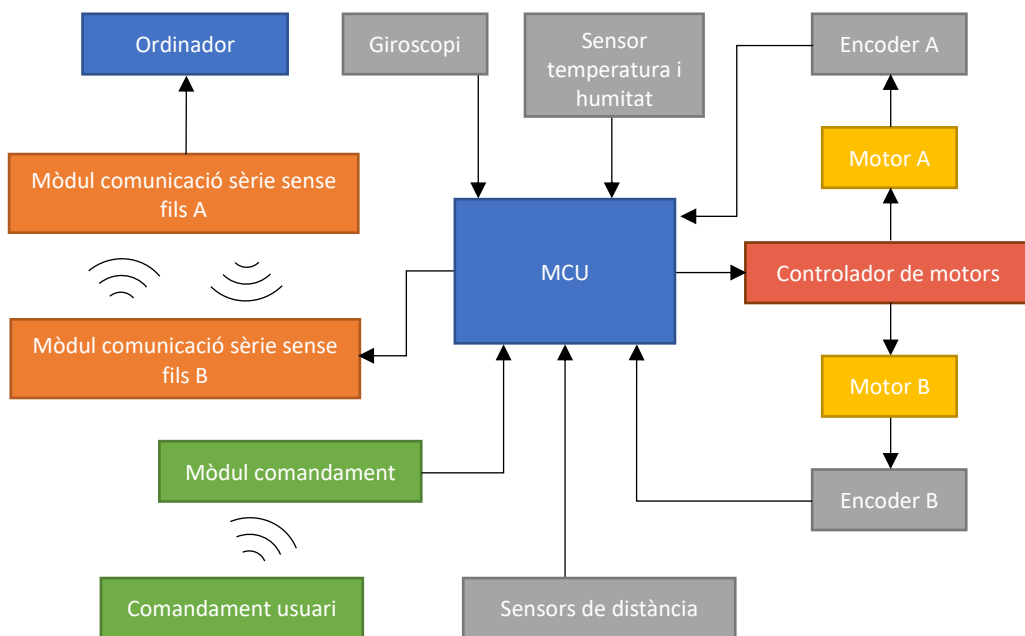 Ordinador
Giroscopi
Sensor
temperatura i
humitat
Encoder A
Mòdul comunicació sèrie sense
fils A
Motor A
MCU
Controlador de motors
Mòdul comunicació sèrie sense
fils B
Motor B
Mòdul comandament
Encoder B
Comandament usuari
Sensors de distància